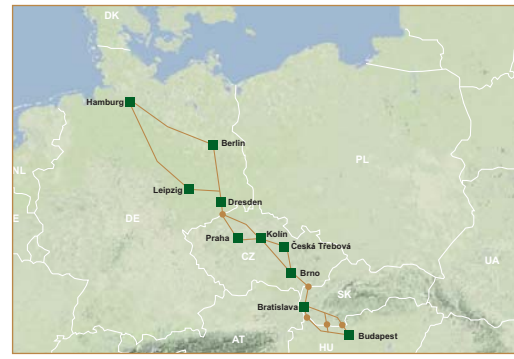 DK
Hamburg
Berlin
PL
NL
Leipzig
Dresden
E
DE
Praha
Kolín
Česká Třebová
CZ
UA
Brno
SK
Bratislava
AT
Budapest
HU